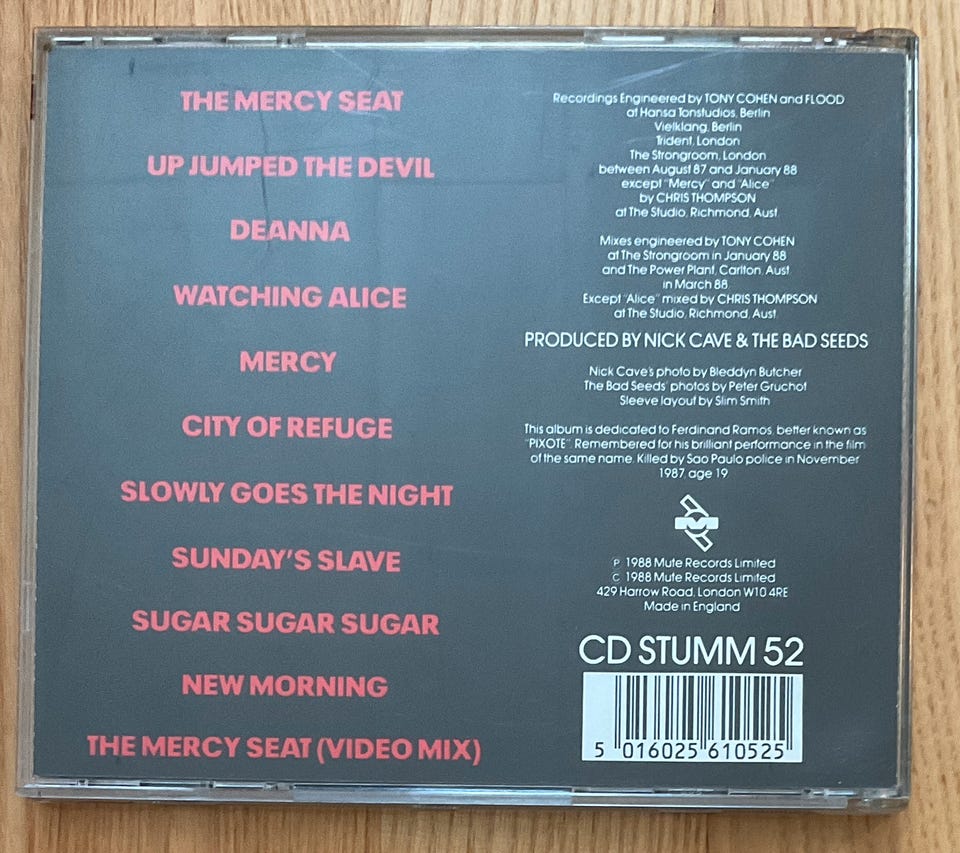 THE MERCY SEAT
UP JUMPED THE DEVIL
DEANNA
WATCHING ALICE
MERCY
CITY OF REFUGE
SLOWLY GOES THE NIGHT
SUNDAY'S SLAVE
SUGAR SUGAR SUGAR
NEW MORNING
THE MERCY SEAT (VIDEO MIX)
Recordings Engineered by TONY COHEN and FLOOD
at Hansa Tonstudios, Berlin
Vielklang, Berlin
Trident, London
The Strongroom, London
between August 87 and January 88
except "Mercy" and "Alice"
by CHRIS THOMPSON
at The Studio, Richmond, Aust.
Mixes engineered by TONY COHEN
at The Strongroom in January 88
and The Power Plant, Carlton, Aust.
in March 88.
Except "Alice" mixed by CHRIS THOMPSON
at The Studio, Richmond, Aust.
PRODUCED BY NICK CAVE & THE BAD SEEDS
Nick Cave's photo by Bleddyn Butcher
The Bad Seeds' photos by Peter Gruchot
Sleeve layout by Slim Smith
This album is dedicated to Ferdinand Ramos, better known as
"PIXOTE". Remembered for his brilliant performance in the film
of the same name. Killed by Sao Paulo police in November
1987, age 19
M
P 1988 Mute Records Limited
C 1988 Mute Records Limited
429 Harrow Road, London W10 4RE
Made in England
CD STUMM 52
5 016025 610525